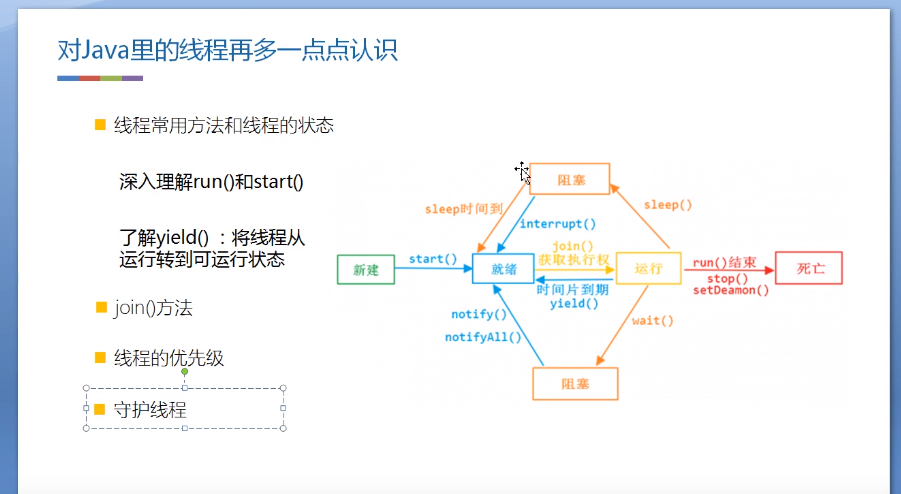 对Java里的线程再多一点点认识
线程常用方法和线程的状态
深入理解run()和start()
了解yield() ：将线程从
运行转到可运行状态
join()方法
线程的优先级
守护线程
阻塞
sleep时间到
sleep()
interrupt()
新建
start()
就绪
join()
获取执行权
时间片到期
yield()
运行
run()结束
stop()
setDeamon()
死亡
notify()
notifyAll()
wait()
阻塞